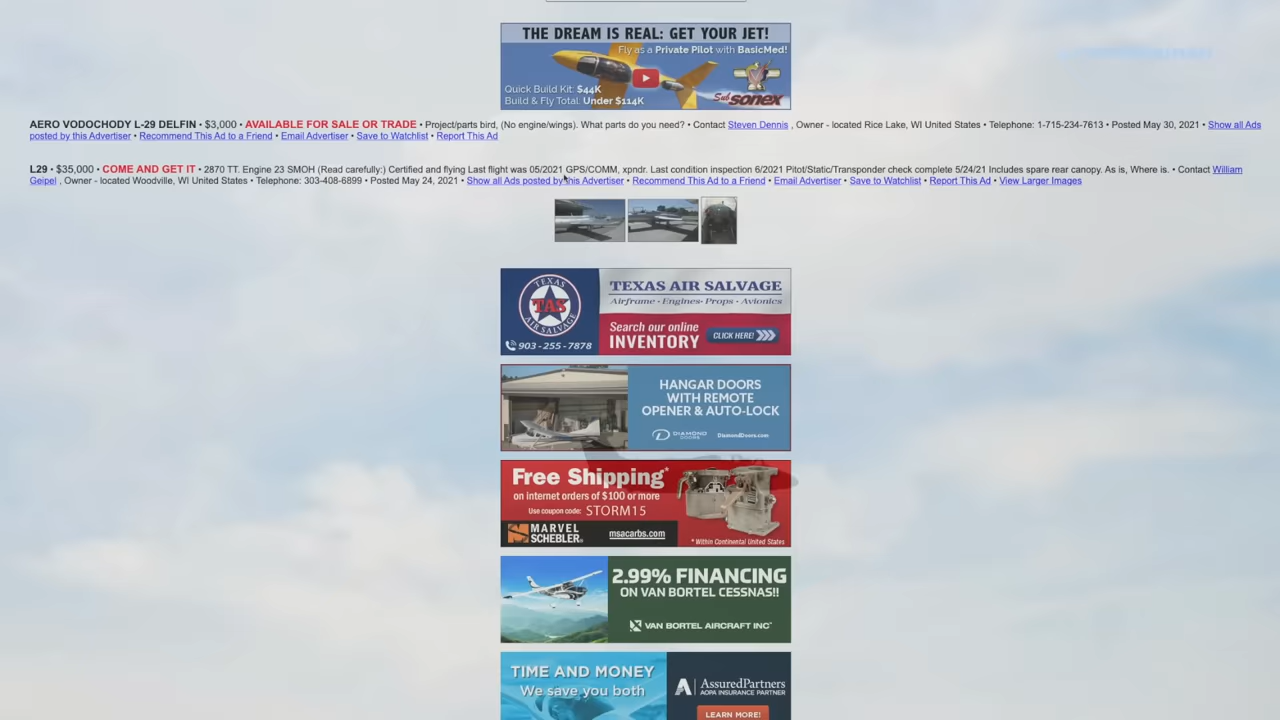 THE DREAM IS REAL: GET YOUR JET!
Fly as a Private Pilot with BasicMed!
Quick Build Kit: $44K
Build & Fly Total: Under $114K
SubSonex
AERO VODOCHODY L-29 DELFIN • $3,000 • AVAILABLE FOR SALE OR TRADE • Project/parts bird, (No engine/wings). What parts do you need? • Contact Steven Dennis , Owner - located Rice Lake, WI United States • Telephone: 1-715-234-7613 • Posted May 30, 2021 • Show all Ads
posted by this Advertiser • Recommend This Ad to a Friend • Email Advertiser • Save to Watchlist • Report This Ad
L29 • $35,000 • COME AND GET IT • 2870 TT. Engine 23 SMOH (Read carefully:) Certified and flying Last flight was 05/2021 GPS/COMM, xpndr. Last condition inspection 6/2021 Pilot/Static/Transponder check complete 5/24/21 Includes spare rear canopy. As is, Where is. • Contact William
Geipel , Owner - located Woodville, WI United States • Telephone: 303-408-6899 • Posted May 24, 2021 • Show all Ads posted by this Advertiser • Recommend This Ad to a Friend • Email Advertiser • Save to Watchlist • Report This Ad • View Larger Images
TEXAS
TAS
AIR SALVAGE
903-255-7878
TEXAS AIR SALVAGE
Airframe - Engines- Props - Avionics
Search our online
INVENTORY
CLICK HERE!
HANGAR DOORS
WITH REMOTE
OPENER & AUTO-LOCK
DIAMOND
DOORS
DiamondDoors.com
Free Shipping*
on internet orders of $100 or more
Use coupon code: STORM15
MARVEL
SCHEBLER
msacarbs.com
* Within Continental United States
2.99% FINANCING
ON VAN BORTEL CESSNAS!!
VAN BORTEL AIRCRAFT INC
TIME AND MONEY
We save you both
AssuredPartners
AOPA INSURANCE PARTNER
LEARN MORE!